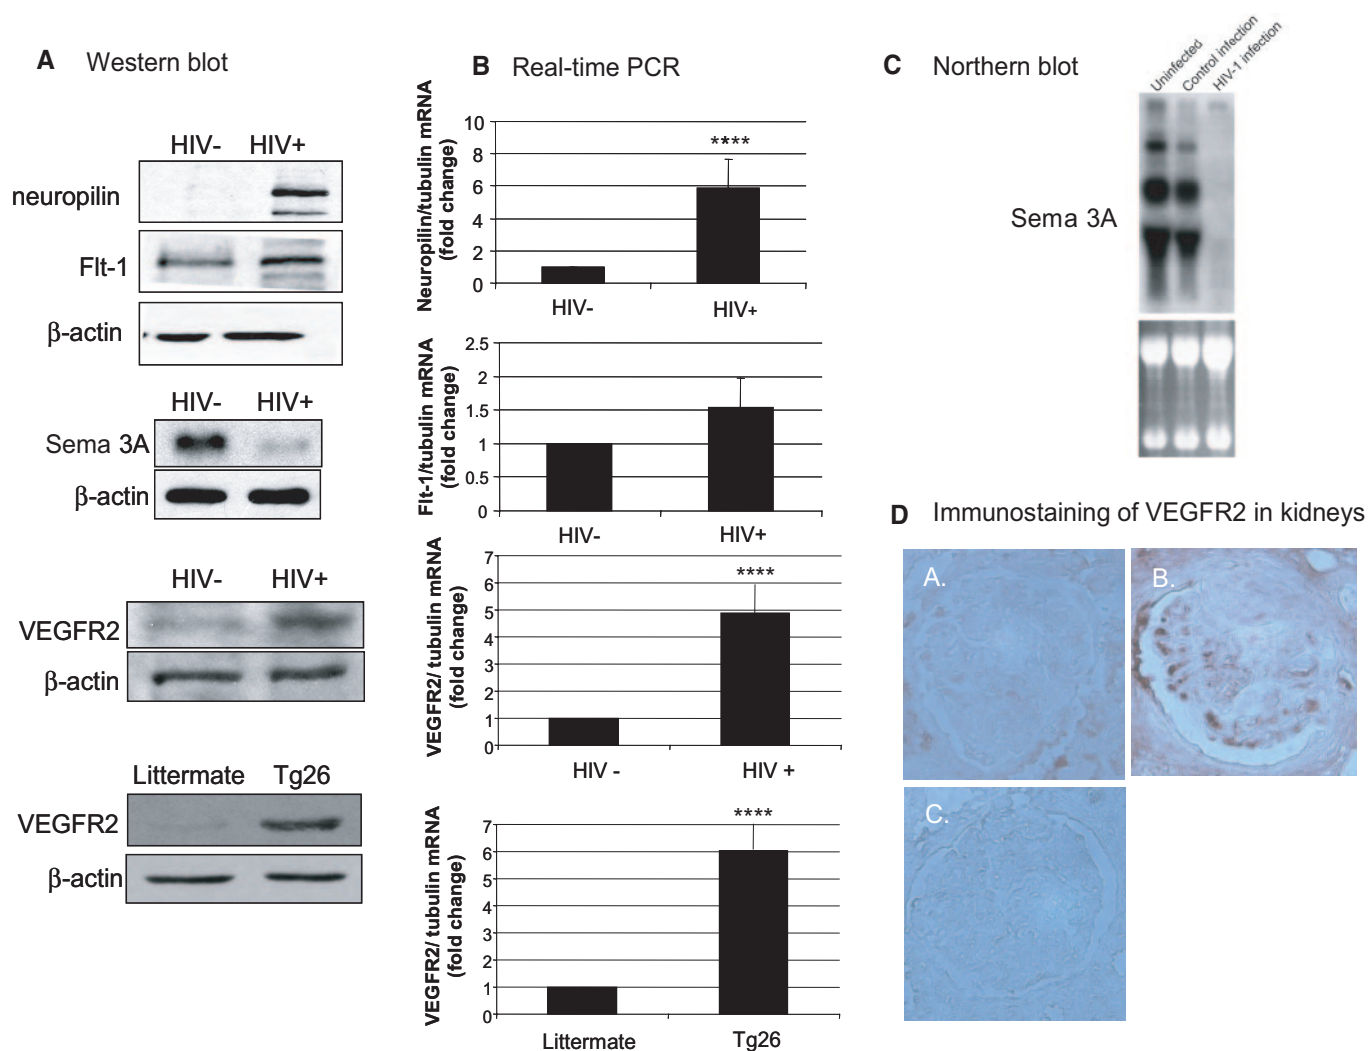 A Western blot
HIV- HIV+
neuropilin
Flt-1
β-actin
HIV- HIV+
Sema 3A
β-actin
HIV- HIV+
VEGFR2
β-actin
Littermate Tg26
VEGFR2
β-actin
B Real-time PCR
Neuropilin/tubulin mRNA
(fold change)
10
8
6
4
2
0
****
HIV- HIV+
Flt-1/tubulin mRNA
(fold change)
2.5
2
1.5
1
0.5
0
HIV- HIV+
VEGFR2/ tubulin mRNA
(fold change)
7
6
5
4
3
2
1
0
****
HIV - HIV +
VEGFR2/ tubulin mRNA
(fold change)
7
6
5
4
3
2
1
0
****
Littermate Tg26
C Northern blot
Uninfected
Control infection
HIV-1 infection
Sema 3A
D Immunostaining of VEGFR2 in kidneys
A.
B.
C.